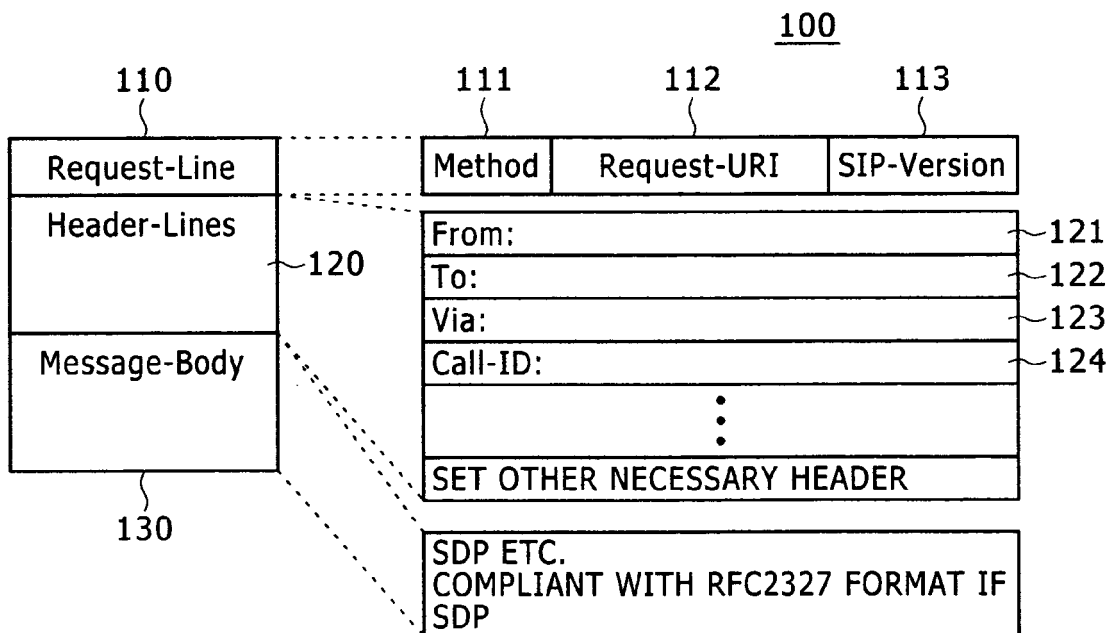 100
110
111
112
113
Request-Line
Method
Request-URI
SIP-Version
Header-Lines
120
From:
121
To:
122
Via:
123
Call-ID:
124
SET OTHER NECESSARY HEADER
Message-Body
130
SDP ETC.
COMPLIANT WITH RFC2327 FORMAT IF
SDP